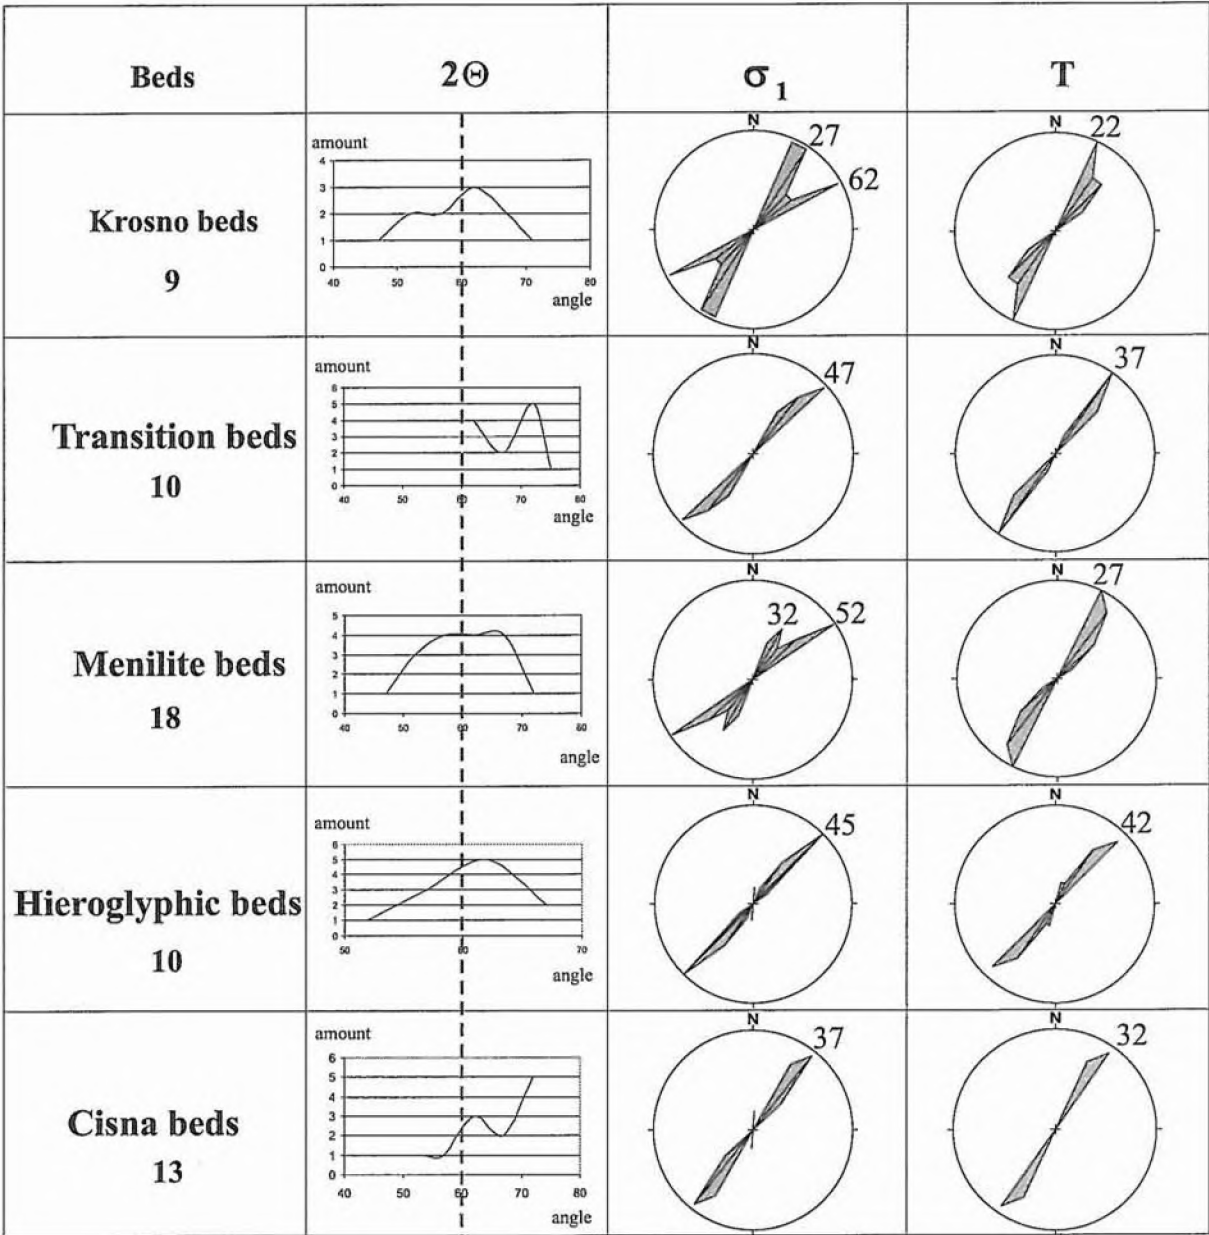 Beds 2Θ σ1 T
Krosno beds
9
amount
4
3
2
1
0
40 50 60 70 80
angle
N
27
62
N
22
Transition beds
10
amount
6
5
4
3
2
1
0
40 50 60 70 80
angle
N
47
N
37
Menilite beds
18
amount
5
4
3
2
1
0
40 50 60 70 80
angle
N
32
52
N
27
Hieroglyphic beds
10
amount
6
5
4
3
2
1
0
50 60 70
angle
N
45
N
42
Cisna beds
13
amount
6
5
4
3
2
1
0
40 50 60 70 80
angle
N
37
N
32